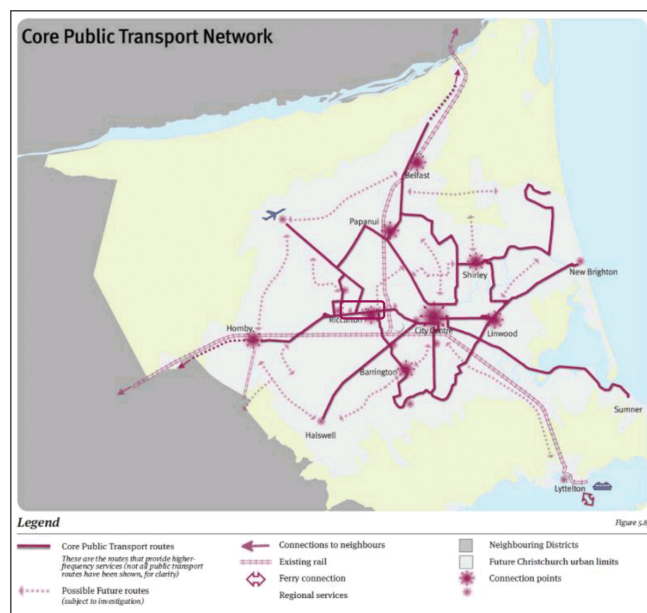 Core Public Transport Network
Belfast
Papanui
Shirley
New Brighton
Riccarton
City Centre
Linwood
Hornby
Barrington
Sumner
Halswell
Lyttelton
Legend
Figure 5.8
Core Public Transport routes
These are the routes that provide higher-
frequency services (not all public transport
routes have been shown, for clarity)
Possible Future routes
(subject to investigation)
Connections to neighbours
Existing rail
Ferry connection
Regional services
Neighbouring Districts
Future Christchurch urban limits
Connection points